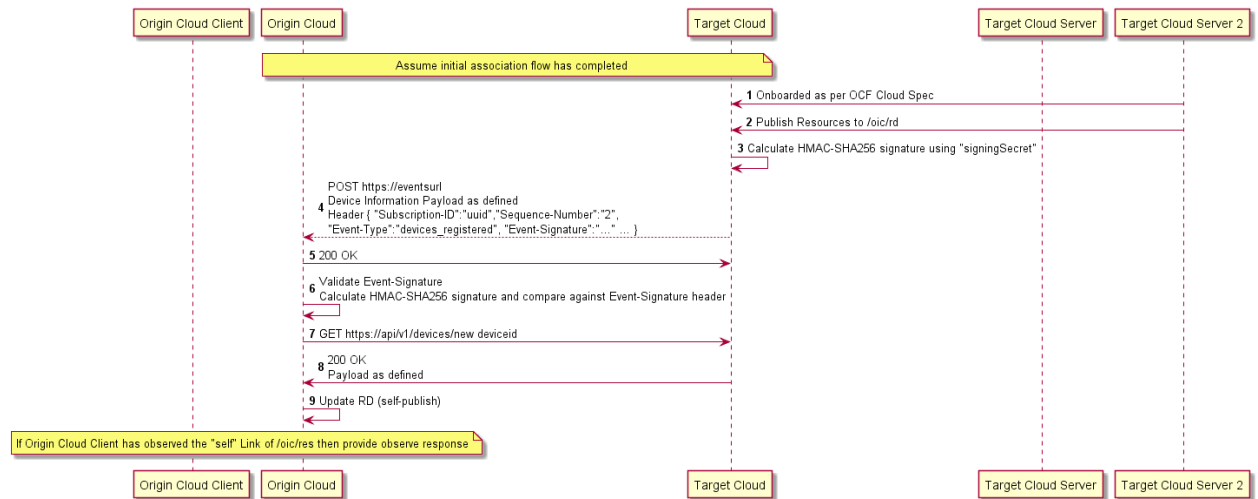 Origin Cloud Client
Origin Cloud
Target Cloud
Target Cloud Server
Target Cloud Server 2
Assume initial association flow has completed
1 Onboarded as per OCF Cloud Spec
2 Publish Resources to /oic/rd
3 Calculate HMAC-SHA256 signature using "signingSecret"
POST https://eventsurl
Device Information Payload as defined
4 Header { "Subscription-ID":"uuid","Sequence-Number":"2",
"Event-Type":"devices_registered", "Event-Signature":"..." ... }
5 200 OK
6 Validate Event-Signature
Calculate HMAC-SHA256 signature and compare against Event-Signature header
7 GET https://api/v1/devices/new deviceid
8 200 OK
Payload as defined
9 Update RD (self-publish)
If Origin Cloud Client has observed the "self" Link of /oic/res then provide observe response
Origin Cloud Client
Origin Cloud
Target Cloud
Target Cloud Server
Target Cloud Server 2